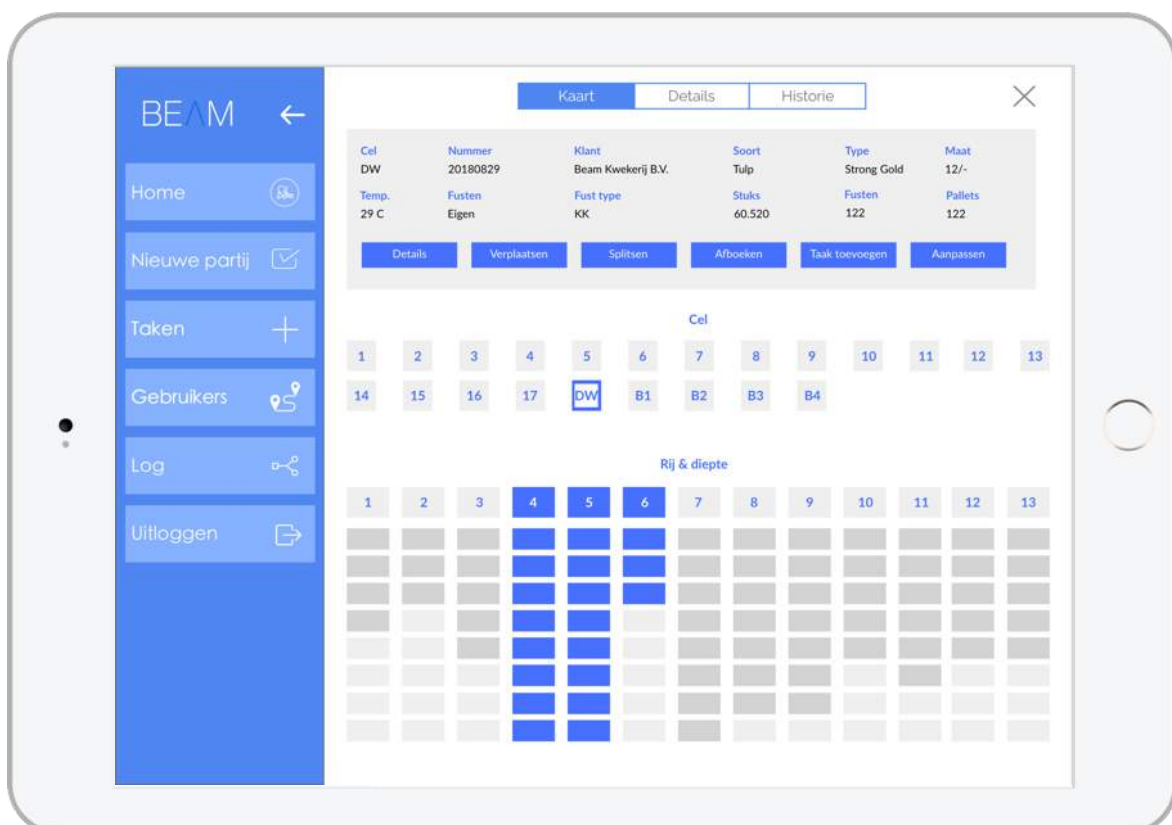 BEAM
Kaart Details Historie
Home
Nieuwe partij
Taken
Gebruikers
Log
Uitloggen
Cel Nummer Klant Soort Type Maat
DW 20180829 Beam Kwekerij B.V. Tulp Strong Gold 12/-
Temp. Fusten Fust type Stuks Fusten Pallets
29 C Eigen KK 60.520 122 122
Details Verplaatsen Splitsen Afboeken Taak toevoegen Aanpassen
Cel
1 2 3 4 5 6 7 8 9 10 11 12 13
14 15 16 17 DW B1 B2 B3 B4
Rij & diepte
1 2 3 4 5 6 7 8 9 10 11 12 13